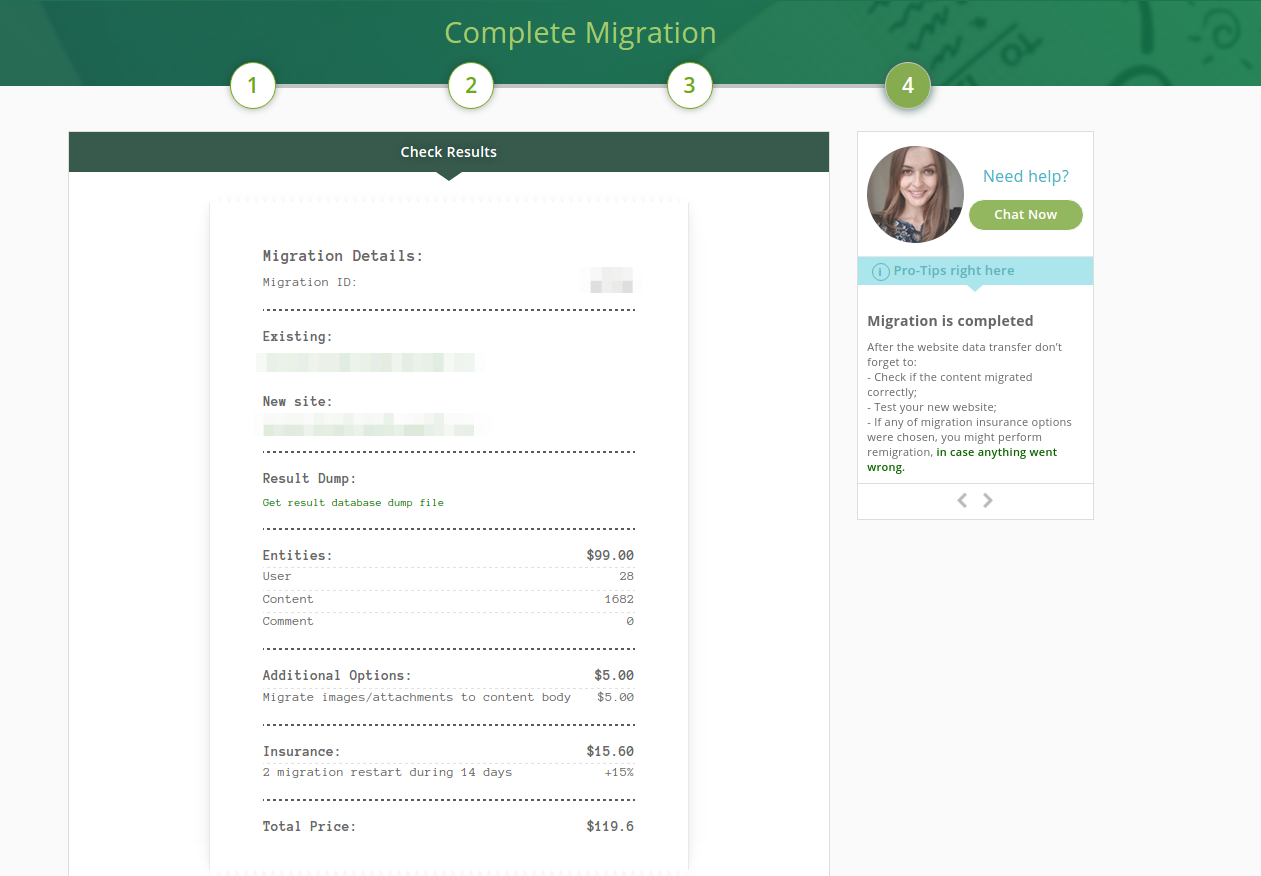 Complete Migration
1 2 3 4
Check Results
Migration Details:
Migration ID:
Existing:
New site:
Result Dump:
Get result database dump file
Entities: $99.00
User 28
Content 1682
Comment 0
Additional Options: $5.00
Migrate images/attachments to content body $5.00
Insurance: $15.60
2 migration restart during 14 days +15%
Total Price: $119.6
Need help?
Chat Now
Pro-Tips right here
Migration is completed
After the website data transfer don't
forget to:
- Check if the content migrated
correctly;
- Test your new website;
- If any of migration insurance options
were chosen, you might perform
remigration, in case anything went
wrong.